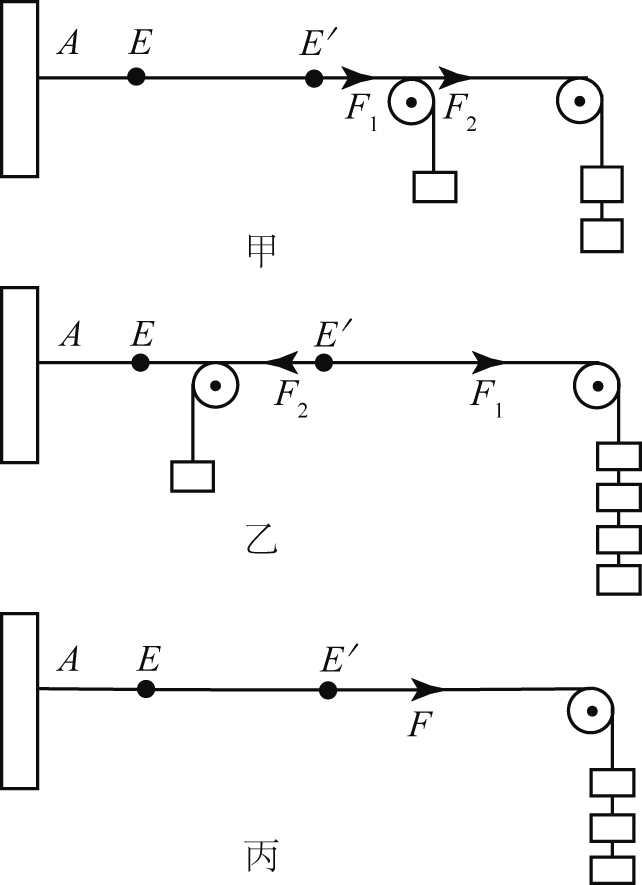 A E E′
F₁ F₂
甲
A E E′
F₂ F₁
乙
A E E′
F
丙